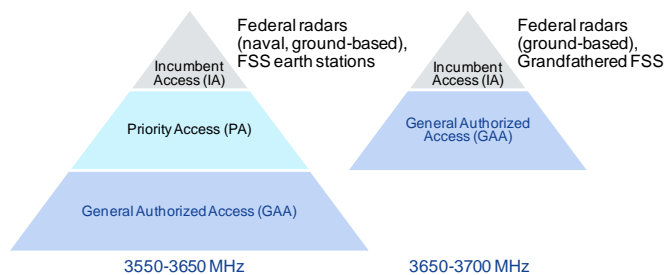 Federal radars
(naval, ground-based),
FSS earth stations
Incumbent
Access (IA)
Priority Access (PA)
General Authorized Access (GAA)
3550-3650 MHz
Federal radars
(ground-based),
Grandfathered FSS
Incumbent
Access (IA)
General Authorized
Access (GAA)
3650-3700 MHz